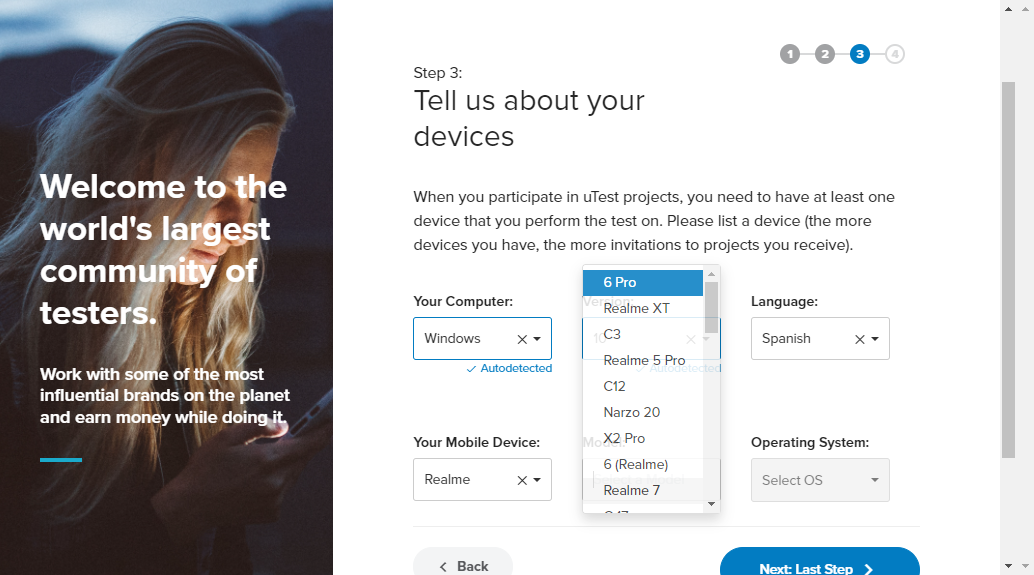 Welcome to the
world's largest
community of
testers.
Work with some of the most
influential brands on the planet
and earn money while doing it.
1 2 3 4
Step 3:
Tell us about your
devices
When you participate in uTest projects, you need to have at least one
device that you perform the test on. Please list a device (the more
devices you have, the more invitations to projects you receive).
Your Computer:
Windows
Autodetected
Version:
10
Autodetected
Language:
Spanish
Your Mobile Device:
Realme
Model:
6 Pro
Realme XT
C3
Realme 5 Pro
C12
Narzo 20
X2 Pro
6 (Realme)
Realme 7
Operating System:
Select OS
Back
Next: Last Step